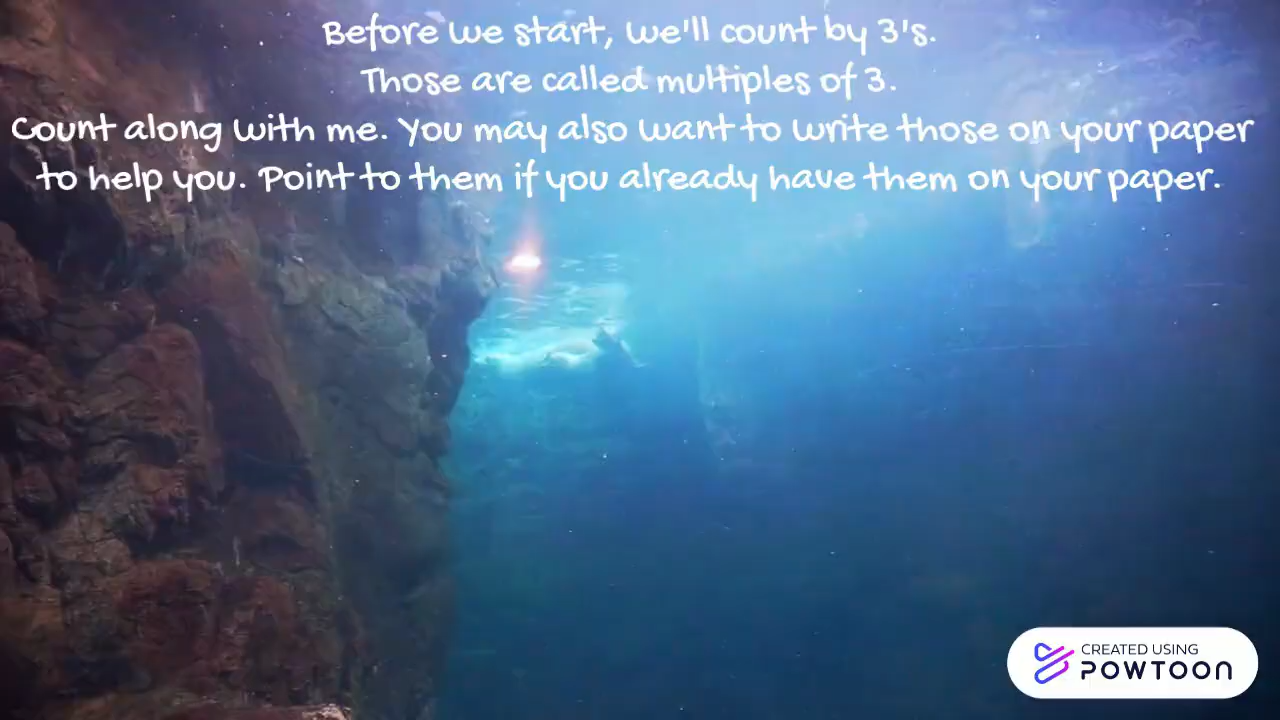 Before we start, we'll count by 3's.
Those are called multiples of 3.
Count along with me. You may also want to write those on your paper
to help you. Point to them if you already have them on your paper.
CREATED USING
POWTOON